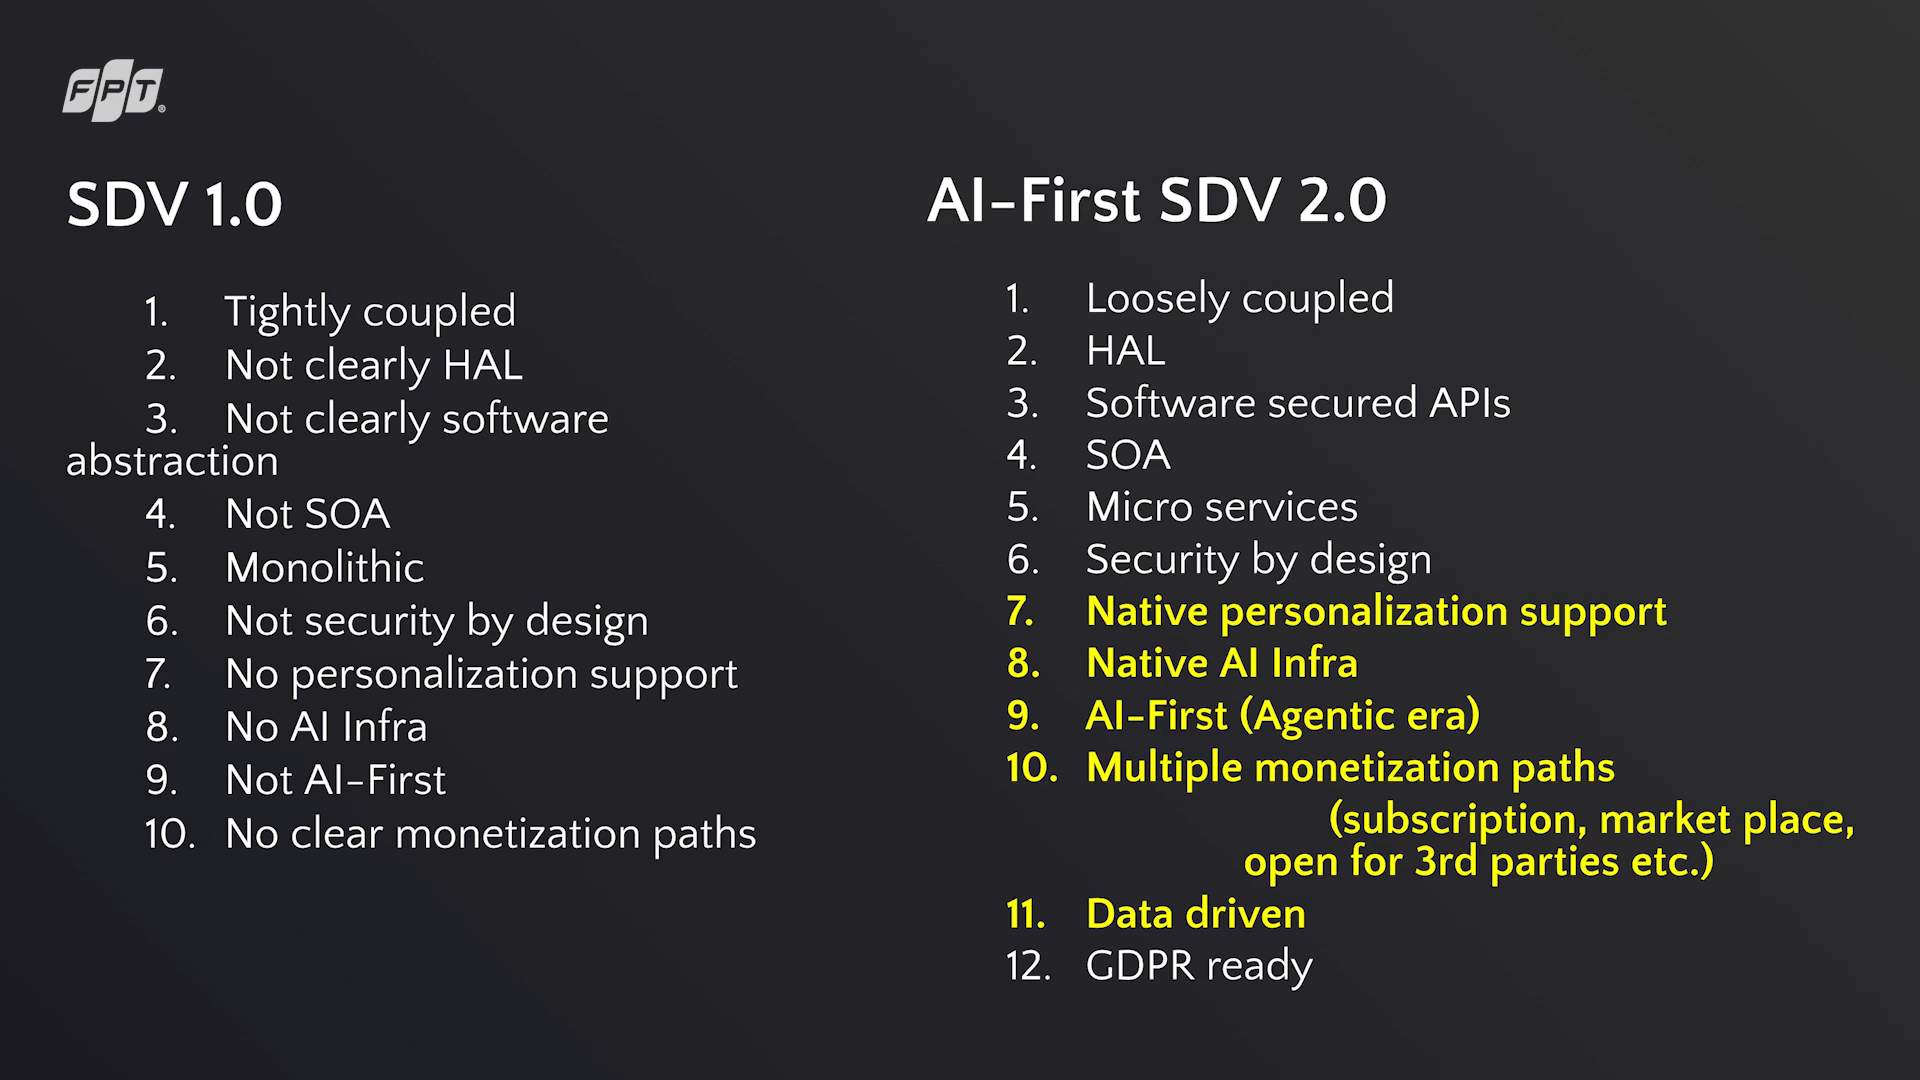 FPT®
SDV 1.0
1. Tightly coupled
2. Not clearly HAL
3. Not clearly software
abstraction
4. Not SOA
5. Monolithic
6. Not security by design
7. No personalization support
8. No AI Infra
9. Not AI-First
10. No clear monetization paths
AI-First SDV 2.0
1. Loosely coupled
2. HAL
3. Software secured APIs
4. SOA
5. Micro services
6. Security by design
7. Native personalization support
8. Native AI Infra
9. AI-First (Agentic era)
10. Multiple monetization paths
(subscription, market place,
open for 3rd parties etc.)
11. Data driven
12. GDPR ready